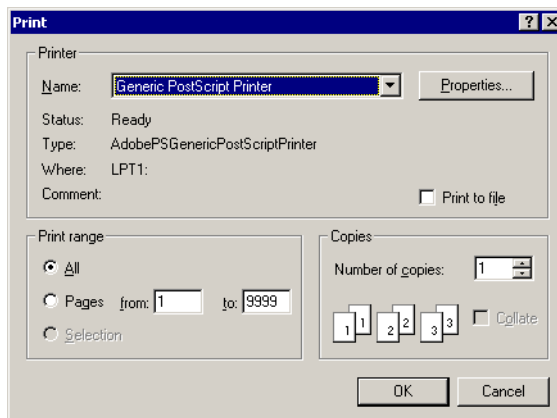 Print
Printer
Name: Generic PostScript Printer Properties...
Status: Ready
Type: AdobePSGenericPostScriptPrinter
Where: LPT1:
Comment: Print to file
Print range
All
Pages from: 1 to: 9999
Selection
Copies
Number of copies: 1
1 1 2 2 3 3 Collate
OK Cancel